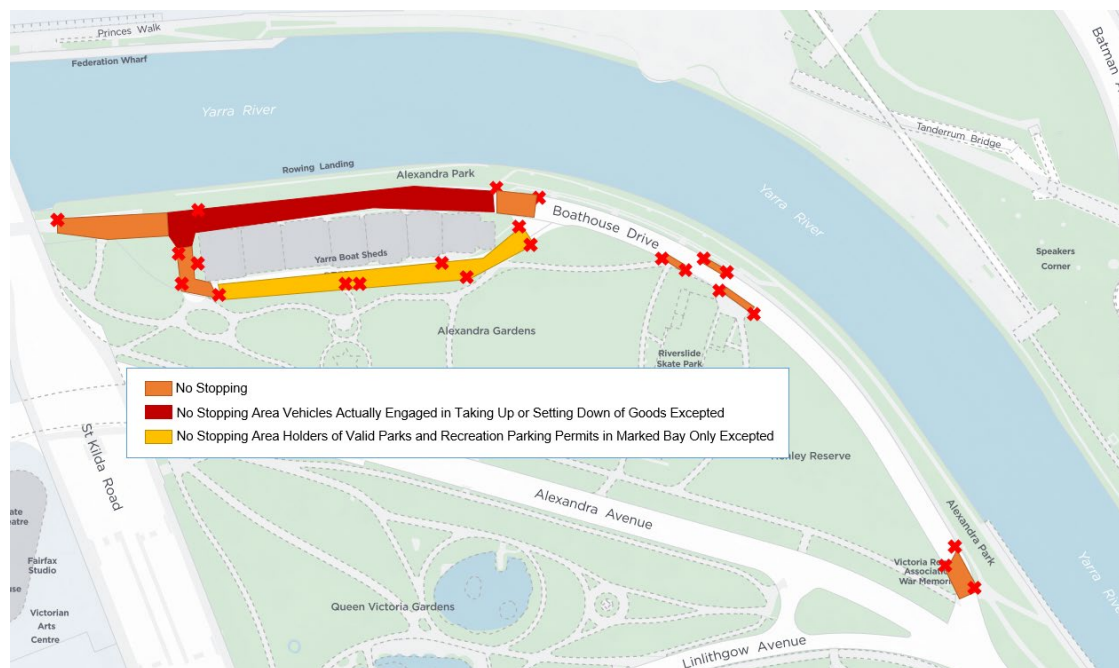 Princes Walk
Federation Wharf
Yarra River
Batman
Tanderrum Bridge
Rowing Landing
Alexandra Park
Yarra River
Boathouse Drive
Yarra Boat Sheds
Speakers
Corner
Alexandra Gardens
Riverslide
Skate Park
No Stopping
No Stopping Area Vehicles Actually Engaged in Taking Up or Setting Down of Goods Excepted
No Stopping Area Holders of Valid Parks and Recreation Parking Permits in Marked Bay Only Excepted
St Kilda Road
Reserve
Alexandra Avenue
Alexandra Park
Fairfax
Studio
Victoria
Association
War
Victorian
Arts
Centre
Queen Victoria Gardens
Yarra
Linlithgow Avenue